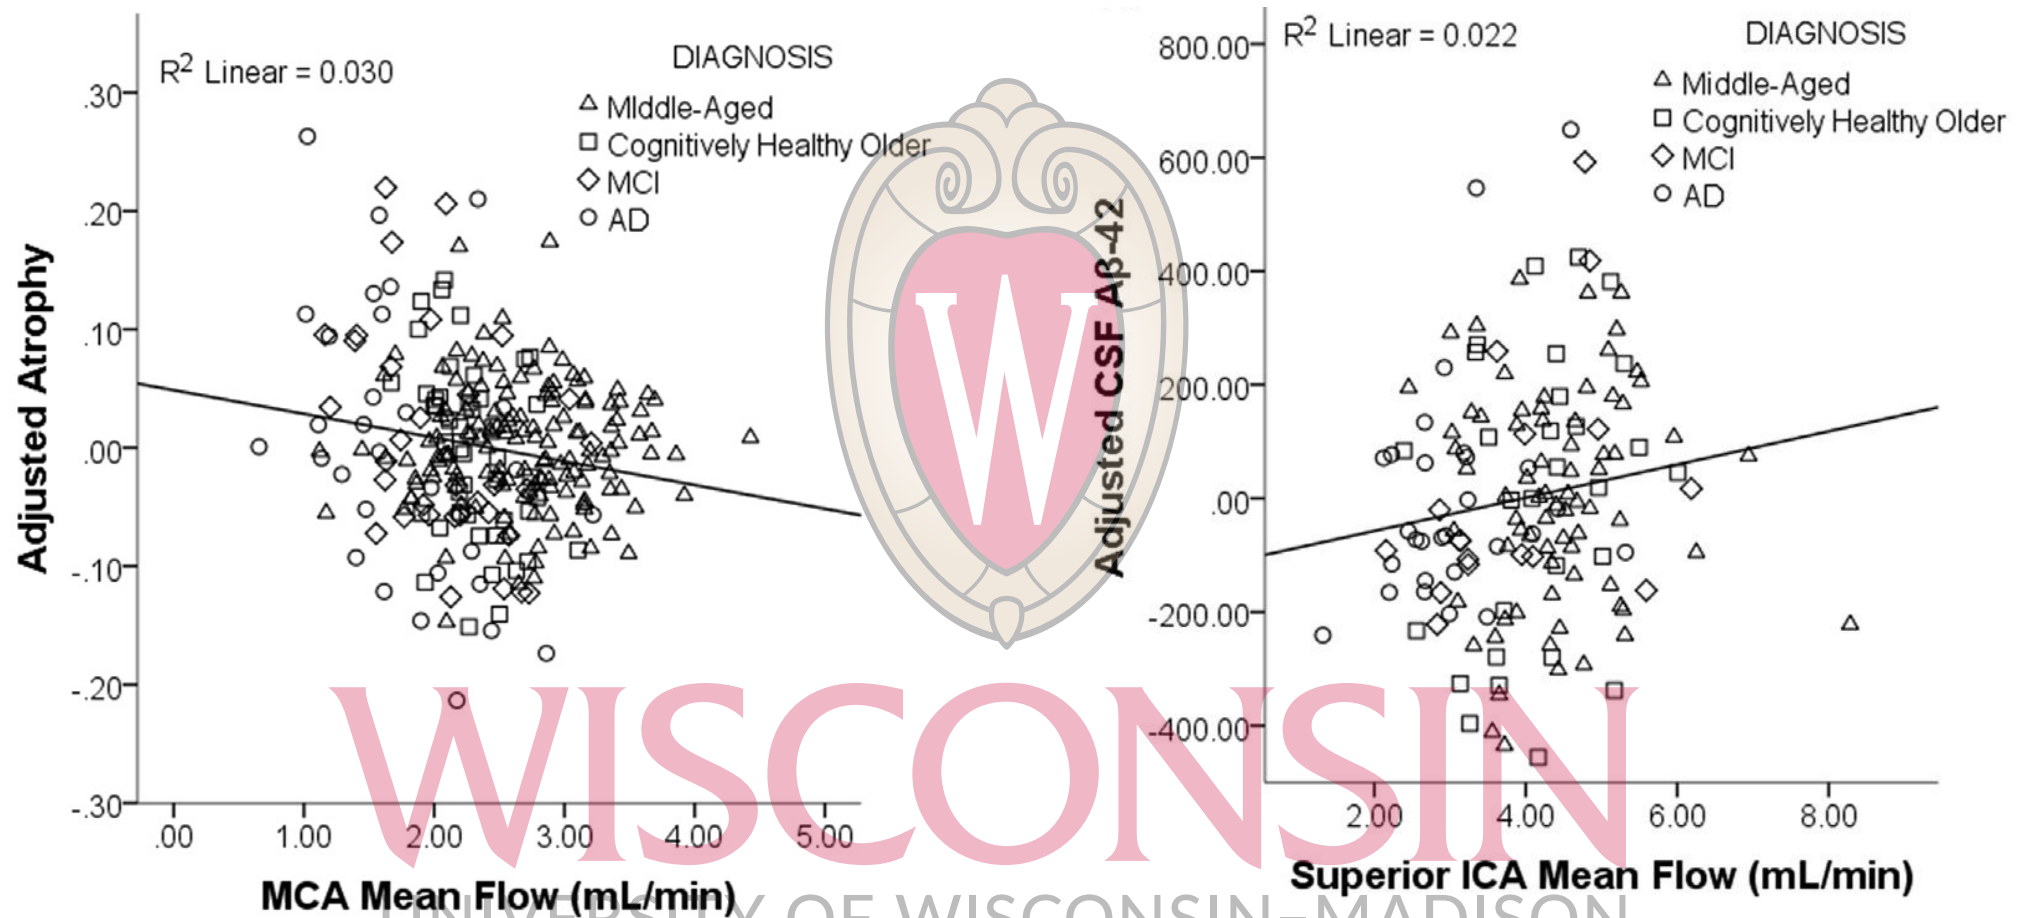 R2 Linear = 0.030
DIAGNOSIS
MIddle-Aged
Cognitively Healthy Older
MCI
AD
Adjusted Atrophy
.30
.20
.10
.00
-.10
-.20
-.30
.00 1.00 2.00 3.00 4.00 5.00
MCA Mean Flow (mL/min)
R2 Linear = 0.022
DIAGNOSIS
Middle-Aged
Cognitively Healthy Older
MCI
AD
Adjusted CSF Aβ-42
800.00
600.00
400.00
200.00
.00
-200.00
-400.00
2.00 4.00 6.00 8.00
Superior ICA Mean Flow (mL/min)
W
WISCONSIN
UNIVERSITY OF WISCONSIN–MADISON